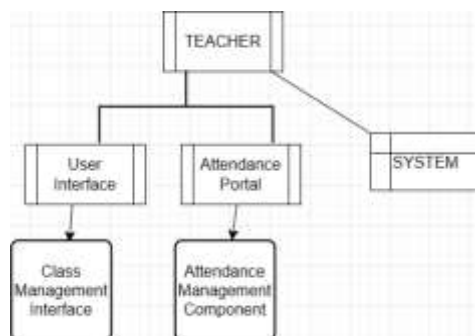 TEACHER
User
Interface
Attendance
Portal
SYSTEM
Class
Management
Interface
Attendance
Management
Component